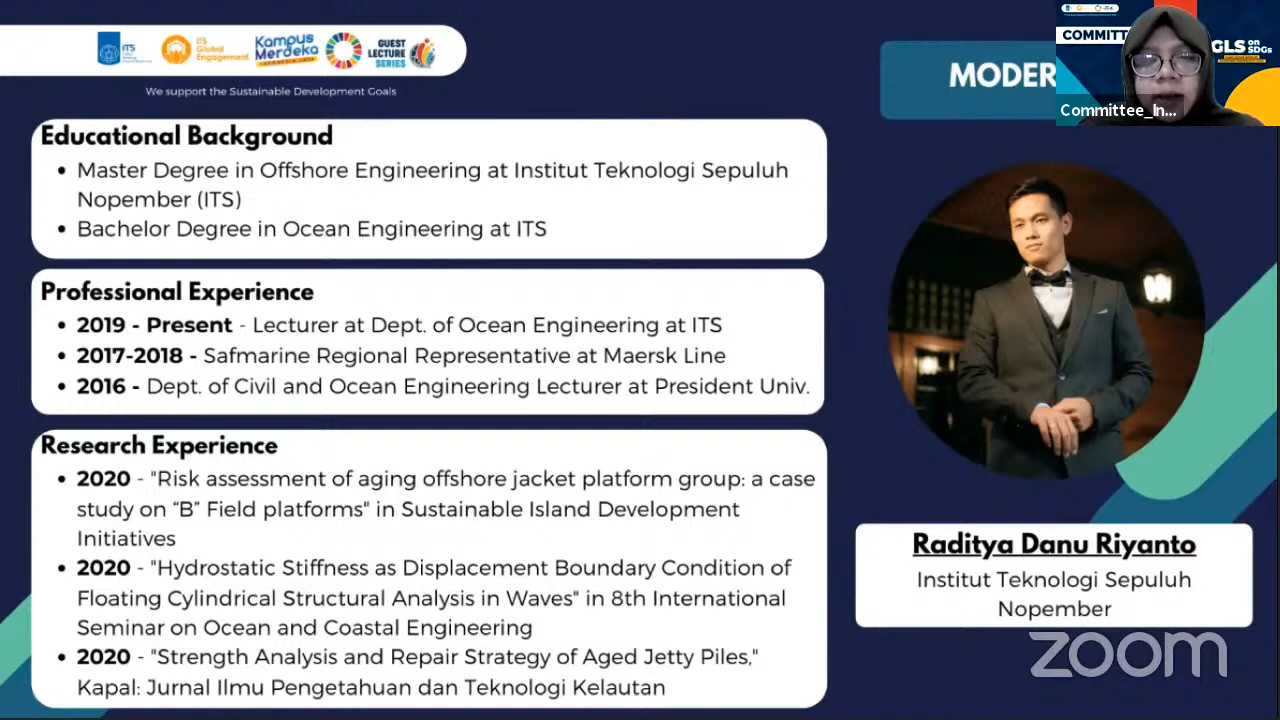 ITS
ITS
Global
Engagement
Kampus
Merdeka
INDONESIA JAYA
GUEST
LECTURE
SERIES
We support the Sustainable Development Goals
MODER
COMMITT
GLS on
SDGs
Committee_In...
Educational Background
• Master Degree in Offshore Engineering at Institut Teknologi Sepuluh
Nopember (ITS)
• Bachelor Degree in Ocean Engineering at ITS
Professional Experience
• 2019 - Present - Lecturer at Dept. of Ocean Engineering at ITS
• 2017-2018 - Safmarine Regional Representative at Maersk Line
• 2016 - Dept. of Civil and Ocean Engineering Lecturer at President Univ.
Research Experience
• 2020 - "Risk assessment of aging offshore jacket platform group: a case
study on “B” Field platforms" in Sustainable Island Development
Initiatives
• 2020 - "Hydrostatic Stiffness as Displacement Boundary Condition of
Floating Cylindrical Structural Analysis in Waves" in 8th International
Seminar on Ocean and Coastal Engineering
• 2020 - "Strength Analysis and Repair Strategy of Aged Jetty Piles,"
Kapal: Jurnal Ilmu Pengetahuan dan Teknologi Kelautan
Raditya Danu Riyanto
Institut Teknologi Sepuluh
Nopember
zoom